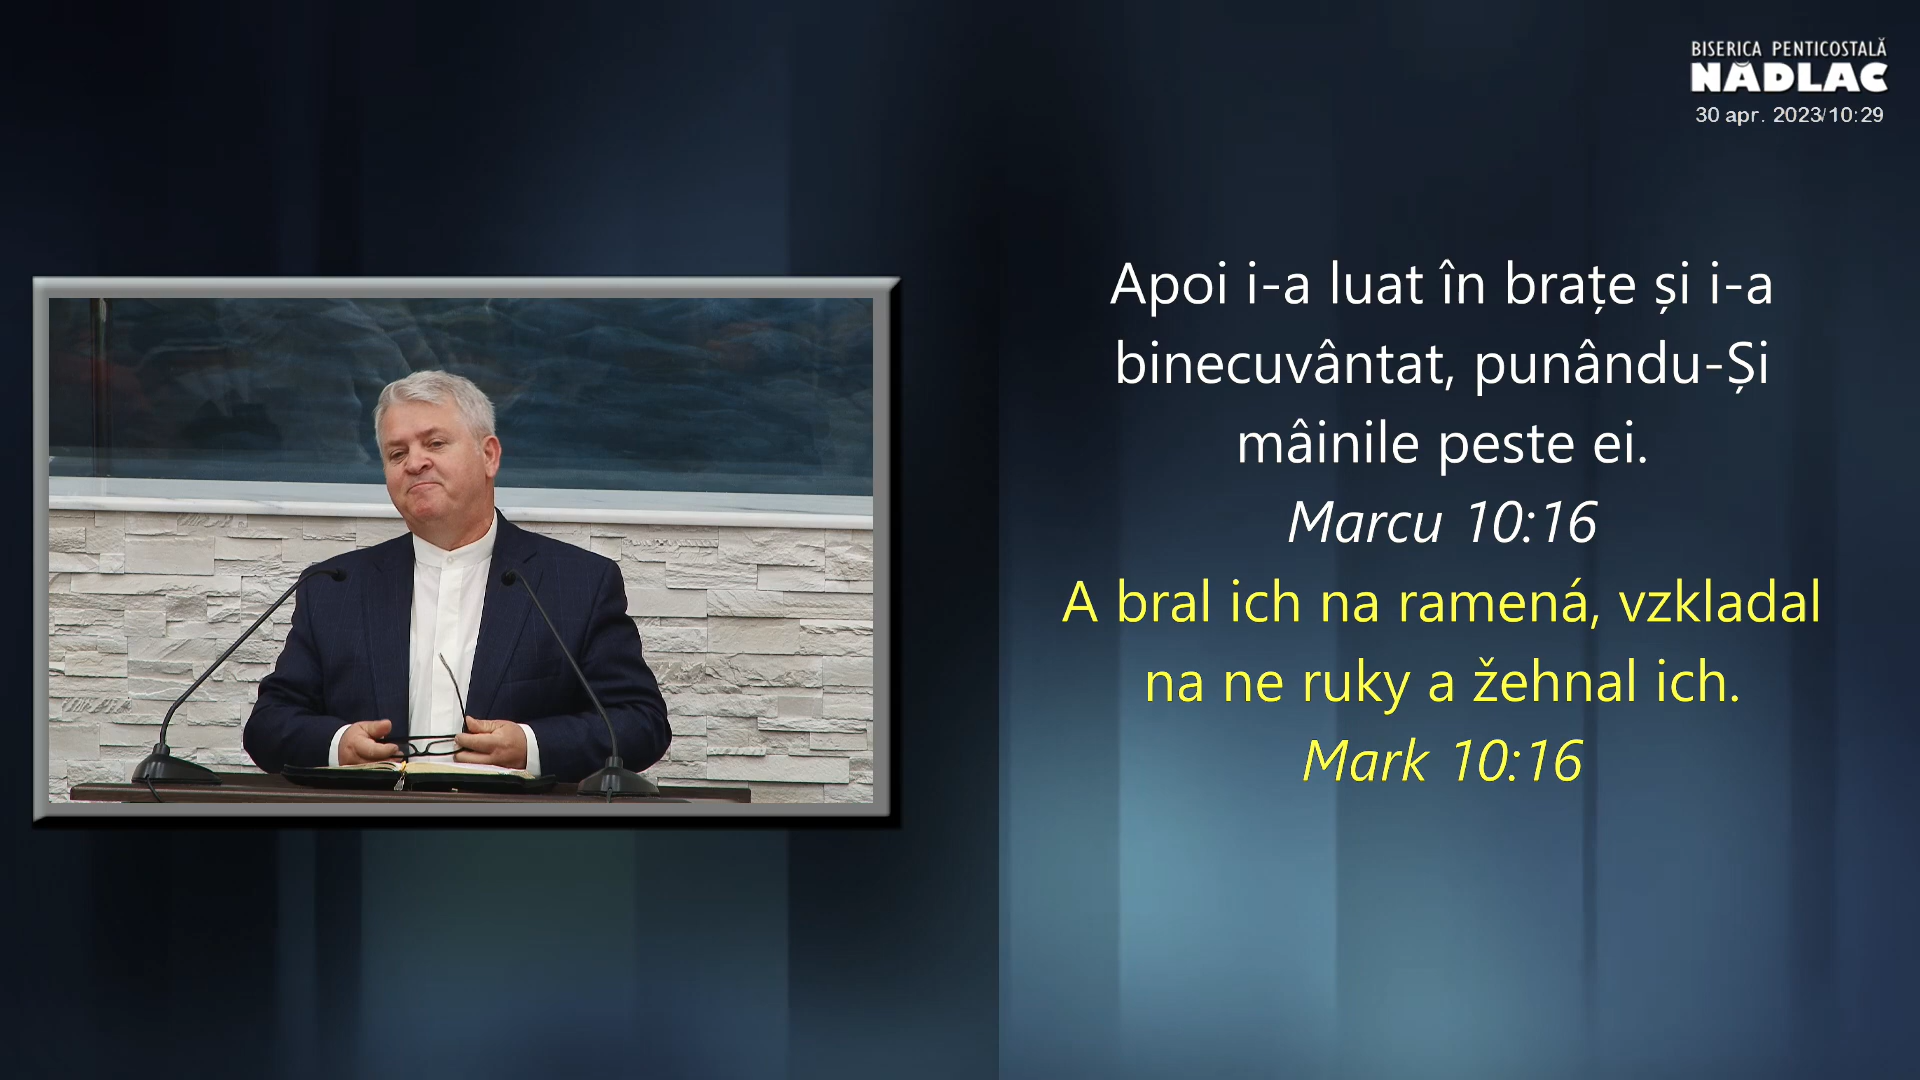 BISERICA PENTICOSTALĂ
NĂDLAC
30 apr. 2023/10:29
Apoi i-a luat în brațe și i-a
binecuvântat, punându-Și
mâinile peste ei.
Marcu 10:16
A bral ich na ramená, vzkladal
na ne ruky a žehnal ich.
Mark 10:16